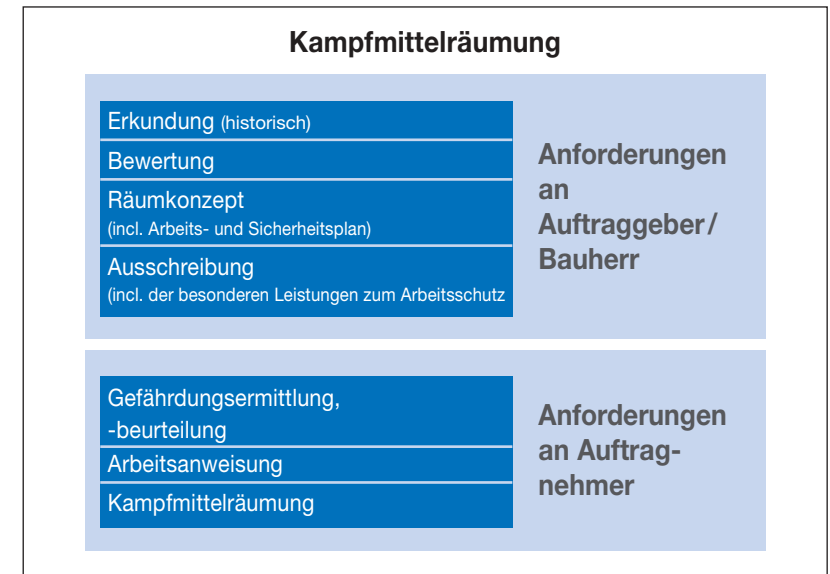 Kampfmittelräumung
Erkundung (historisch)
Bewertung
Räumkonzept
(incl. Arbeits- und Sicherheitsplan)
Ausschreibung
(incl. der besonderen Leistungen zum Arbeitsschutz
Anforderungen
an
Auftraggeber/
Bauherr
Gefährdungsermittlung,
-beurteilung
Arbeitsanweisung
Kampfmittelräumung
Anforderungen
an Auftrag-
nehmer